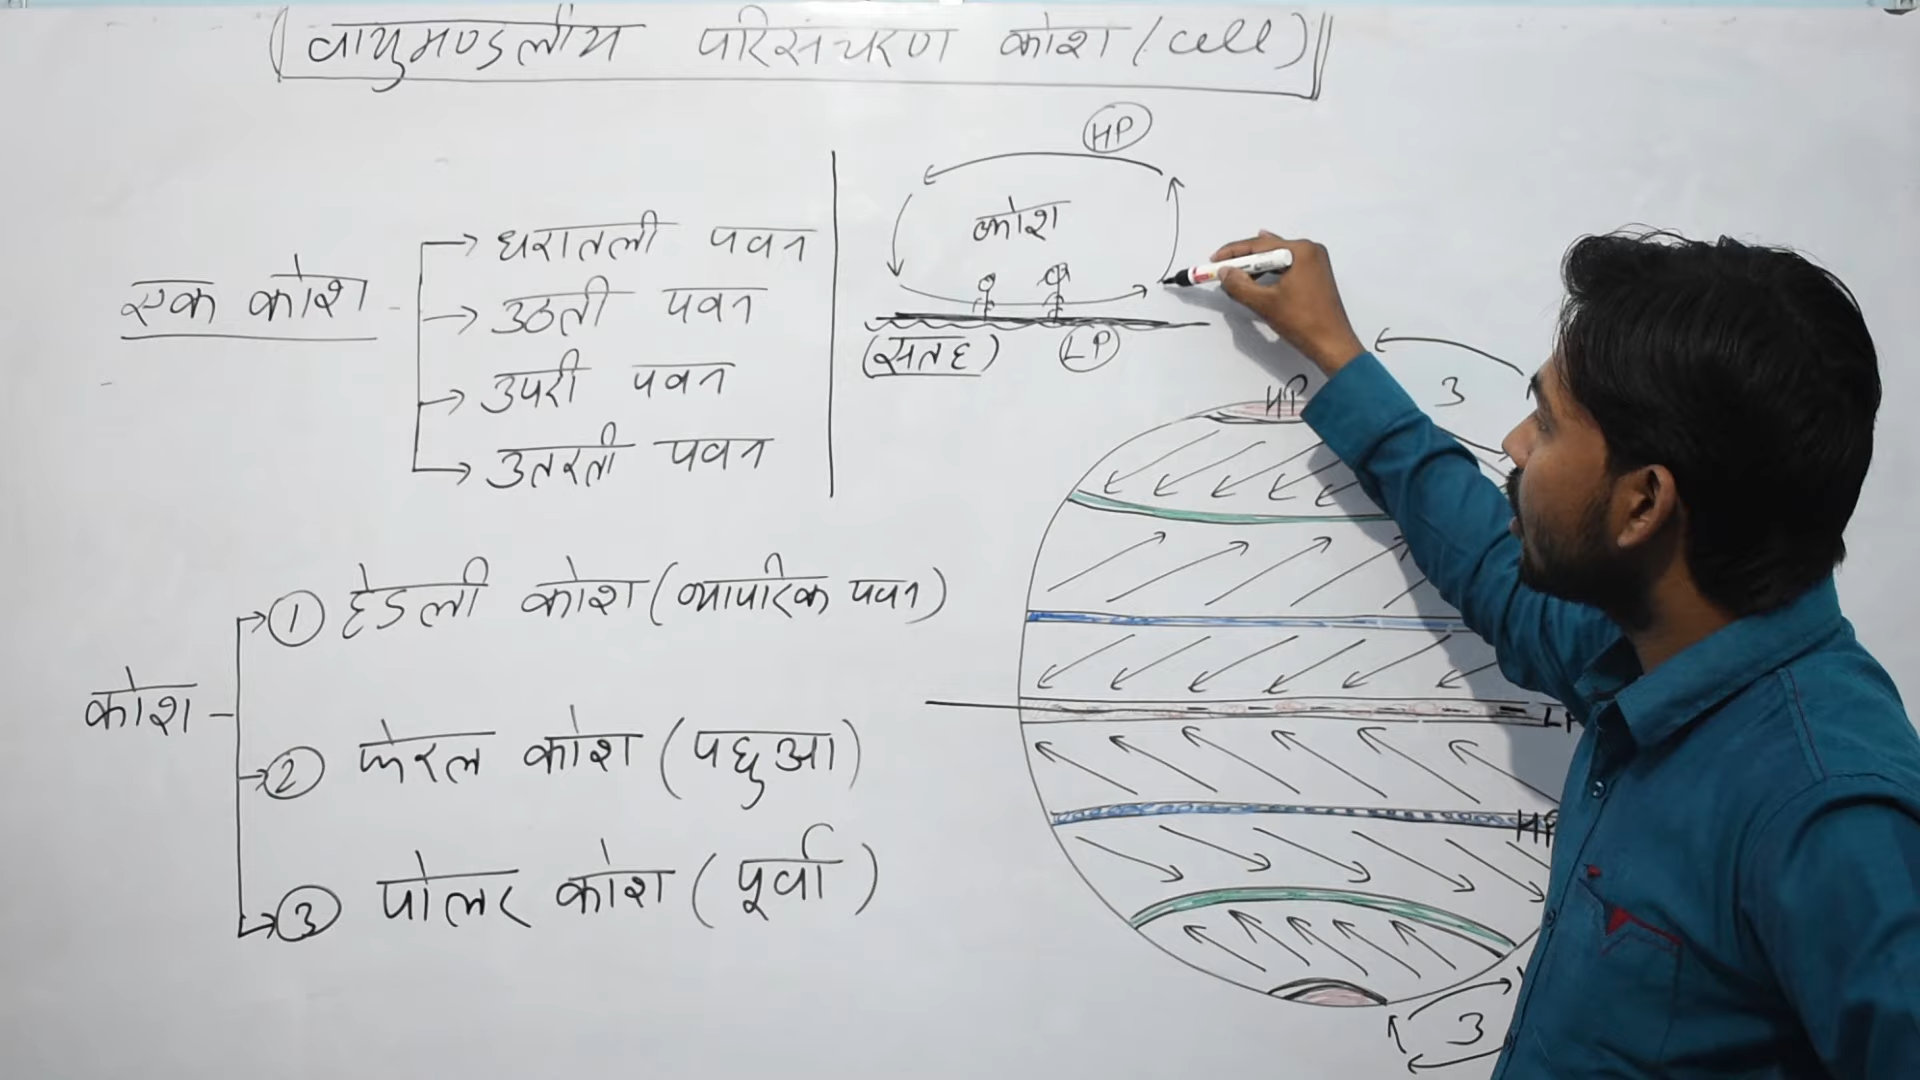 वायुमण्डलीय परिसंचरण कोश / cell
HP
कोश
(सतह)
LP
एक कोश
धरातली पवन
उठती पवन
उपरी पवन
उतरती पवन
कोश
① हेडली कोश (व्यापारिक पवन)
② फेरल कोश (पछुआ)
③ पोलर कोश (पूर्वा)
HP
3
LP
HP
3